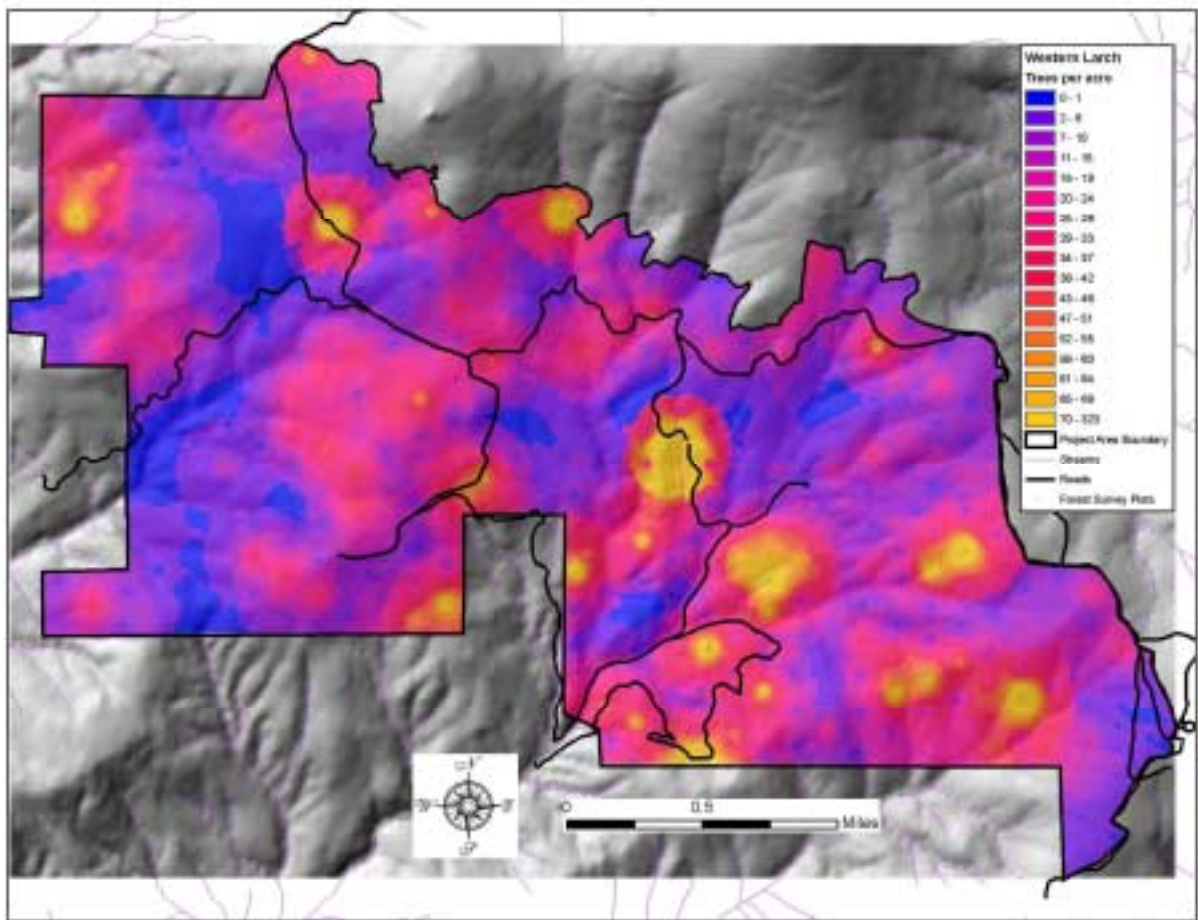 Western Larch
Trees per acre
0 - 1
2 - 6
7 - 10
11 - 15
16 - 19
20 - 24
25 - 28
29 - 33
34 - 37
38 - 42
43 - 46
47 - 51
52 - 55
61 - 64
65 - 69
70 - 325
Project Area Boundary
Streams
Roads
Forest Survey Plots
0 0.5
Miles